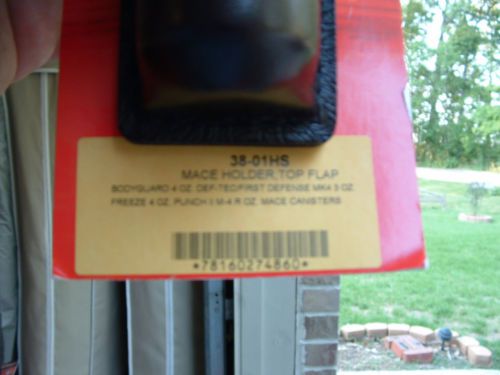 38-01HS
MACE HOLDER,TOP FLAP
BODYGUARD 4 OZ. DEF-TEC/FIRST DEFENSE MK4 3 OZ.
FREEZE 4 OZ. PUNCH II M-4 R OZ. MACE CANISTERS
*78160274860*